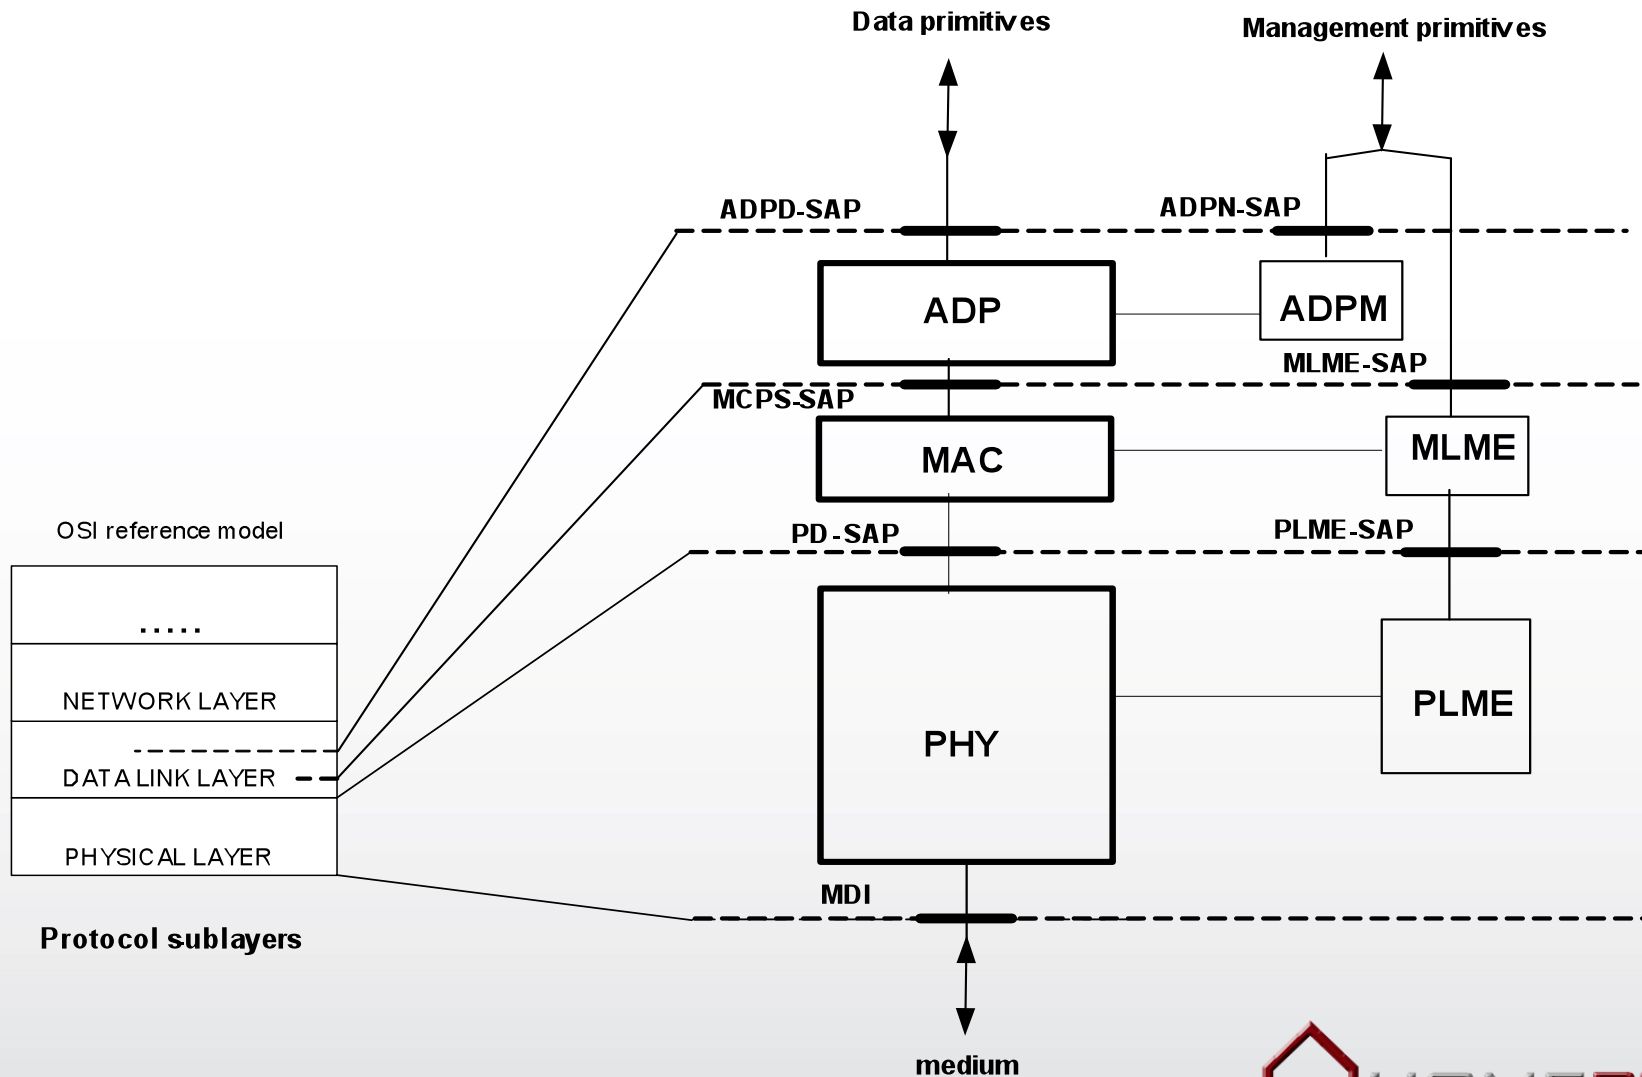 Data primitives
Management primitives
ADPD-SAP
ADPN-SAP
ADP
ADPM
MLME-SAP
MCPS-SAP
MAC
MLME
OSI reference model
PD-SAP
PLME-SAP
.....
NETWORK LAYER
PHY
PLME
DATA LINK LAYER
PHYSICAL LAYER
MDI
Protocol sublayers
medium